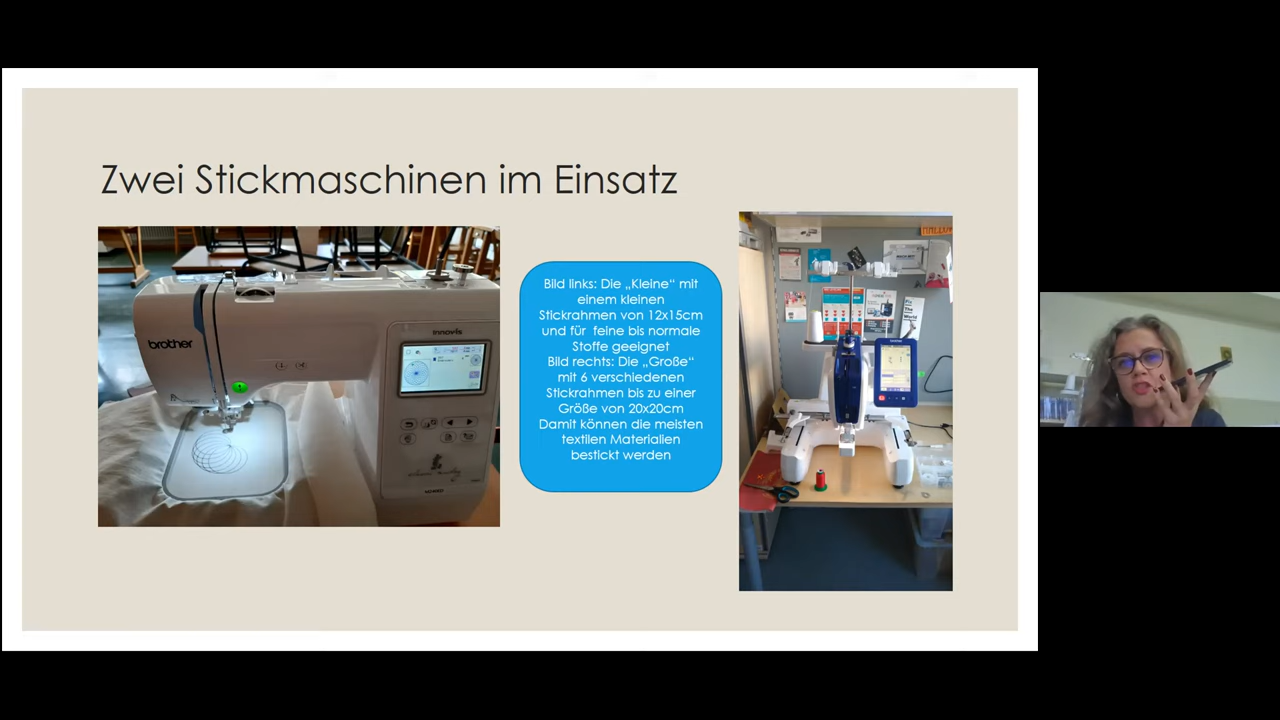 Zwei Stickmaschinen im Einsatz
brother
innov-is
Bild links: Die „Kleine“ mit
einem kleinen
Stickrahmen von 12x15cm
und für feine bis normale
Stoffe geeignet
Bild rechts: Die „Große“
mit 6 verschiedenen
Stickrahmen bis zu einer
Größe von 20x20cm
Damit können die meisten
textilen Materialien
bestickt werden